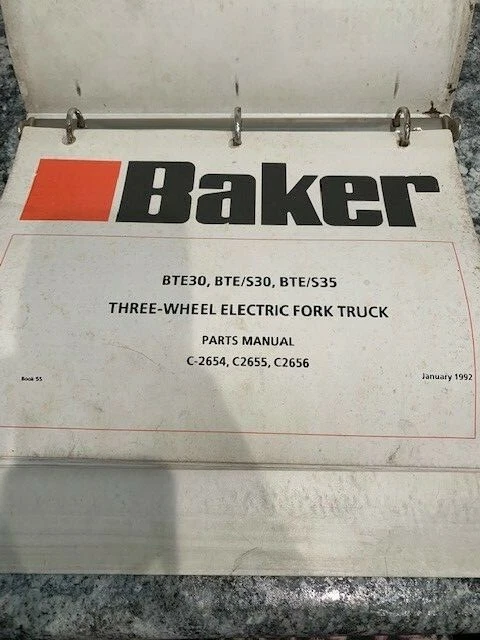 Baker
BTE30, BTE/S30, BTE/S35
THREE-WHEEL ELECTRIC FORK TRUCK
PARTS MANUAL
C-2654, C2655, C2656
Book 55
January 1992